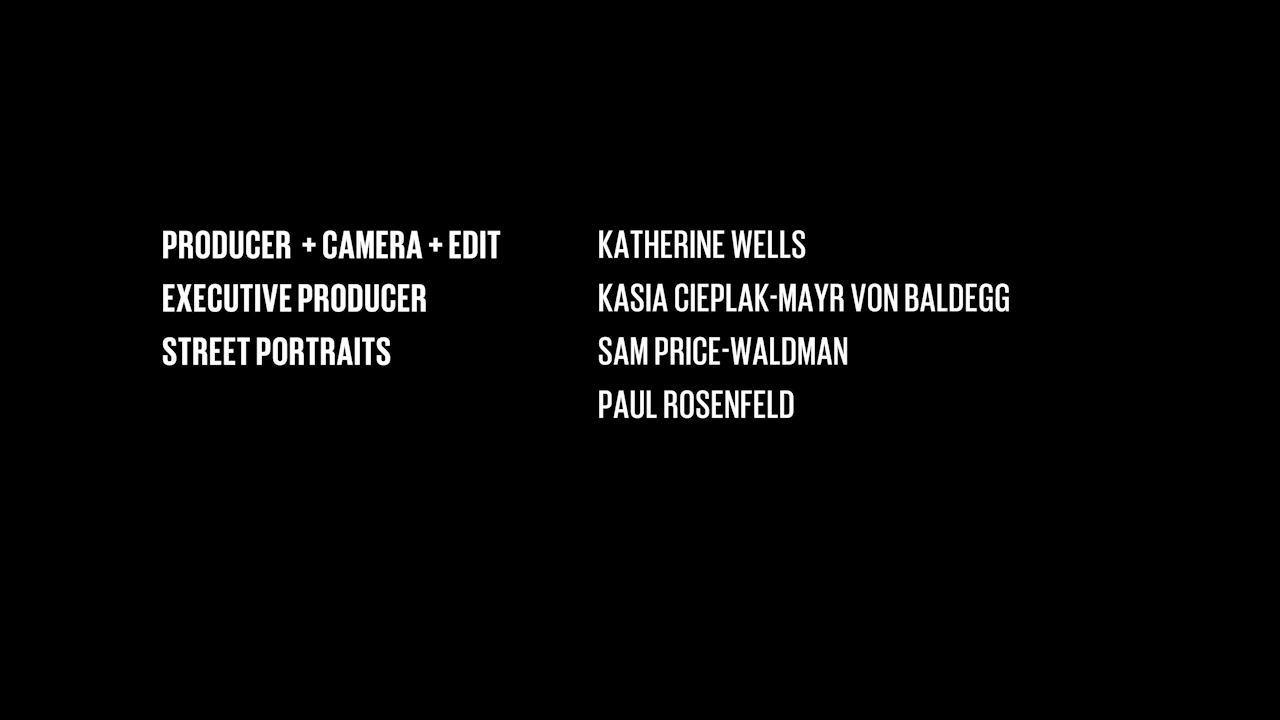 PRODUCER + CAMERA + EDIT KATHERINE WELLS
EXECUTIVE PRODUCER KASIA CIEPLAK-MAYR VON BALDEGG
STREET PORTRAITS SAM PRICE-WALDMAN
PAUL ROSENFELD